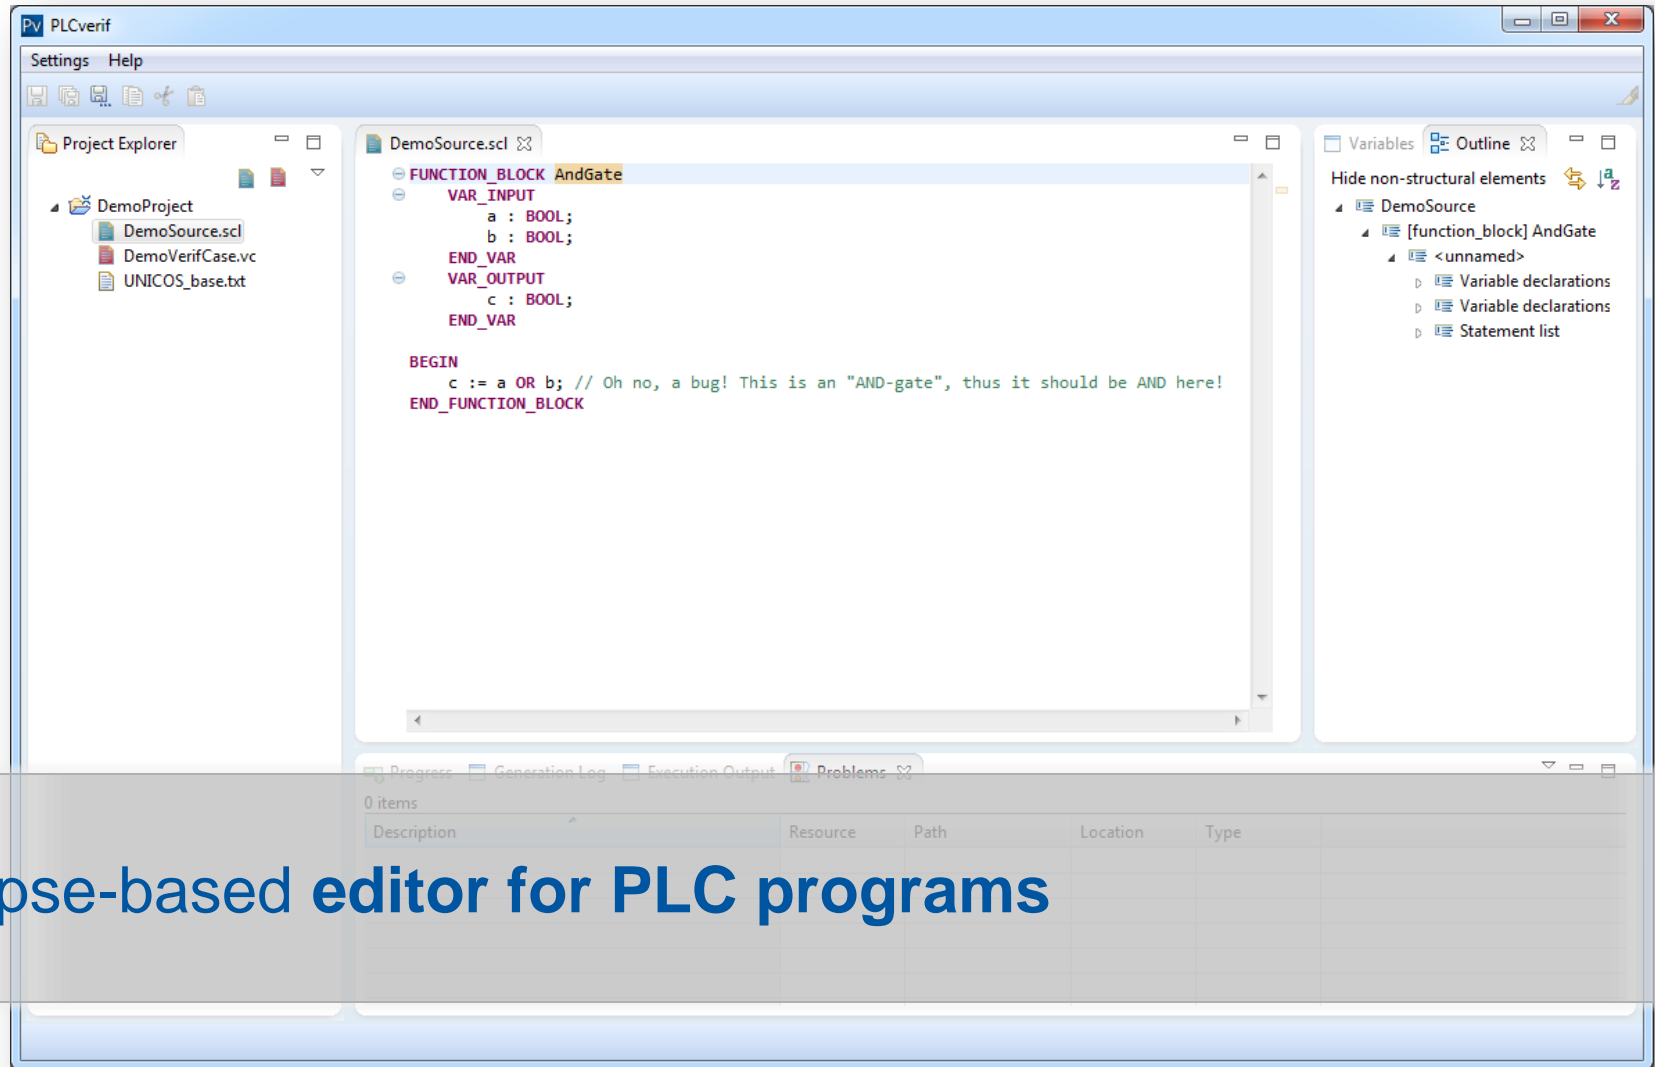 PV PLCverif
Settings Help
Project Explorer
DemoProject
DemoSource.scl
DemoVerifCase.vc
UNICOS_base.txt
DemoSource.scl
FUNCTION_BLOCK AndGate
VAR_INPUT
a : BOOL;
b : BOOL;
END_VAR
VAR_OUTPUT
c : BOOL;
END_VAR
BEGIN
c := a OR b; // Oh no, a bug! This is an "AND-gate", thus it should be AND here!
END_FUNCTION_BLOCK
Variables Outline
Hide non-structural elements
DemoSource
[function_block] AndGate
<unnamed>
Variable declarations
Variable declarations
Statement list
Progress Generation Log Execution Output Problems
0 items
Description Resource Path Location Type
pse-based editor for PLC programs